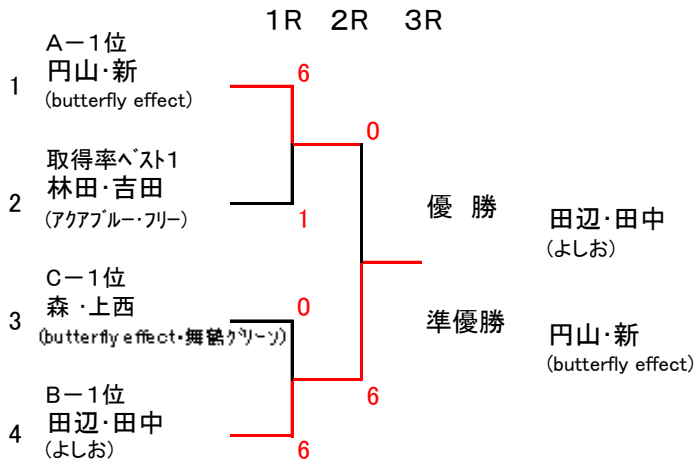 1R 2R 3R
A－1位
1 円山・新 6
(butterfly effect)
0
取得率ベスト1
2 林田・吉田
(アクアブルー・フリー) 1
優 勝 田辺・田中
(よしお)
C－1位 0
3 森・上西
(butterfly effect・舞鶴グリーン)
準優勝 円山・新
(butterfly effect)
B－1位 6
4 田辺・田中
(よしお) 6